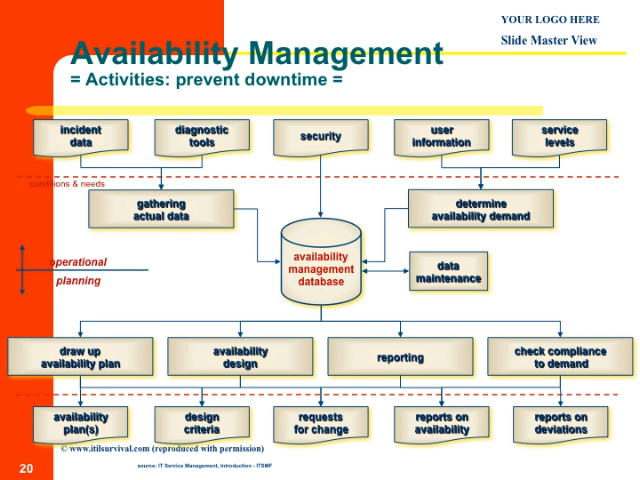 YOUR LOGO HERE
Slide Master View
Availability Management
= Activities: prevent downtime =
incident
data
diagnostic
tools
security
user
information
service
levels
conditions & needs
gathering
actual data
determine
availability demand
availability
management
database
data
maintenance
operational
planning
draw up
availability plan
availability
design
reporting
check compliance
to demand
availability
plan(s)
design
criteria
requests
for change
reports on
availability
reports on
deviations
© www.itilsurvival.com (reproduced with permission)
20
source: IT Service Management, Introduction - ITSMF